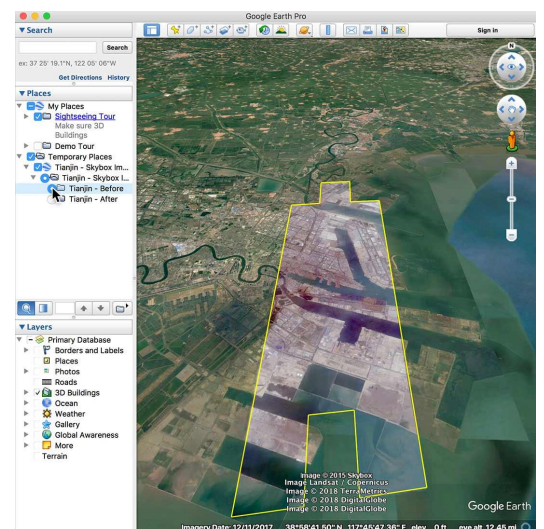 Google Earth Pro
Search
Sign in
Search
ex: 37 25' 19.1"N, 122 05' 06"W
Get Directions History
Places
My Places
Sightseeing Tour
Make sure 3D
Buildings
Demo Tour
Temporary Places
Tianjin - Skybox Im...
Tianjin - Skybox I...
Tianjin - Before
Tianjin - After
Layers
Primary Database
Borders and Labels
Places
Photos
Roads
3D Buildings
Ocean
Weather
Gallery
Global Awareness
More
Terrain
N
Image © 2015 Skybox
Image Landsat / Copernicus
Image © 2018 TerraMetrics
Image © 2018 DigitalGlobe
Image © 2018 DigitalGlobe
Google Earth
Imagery Date: 12/11/2017 38°58'41.50" N 117°45'47.36" E elev 0 ft eye alt 12.45 mi